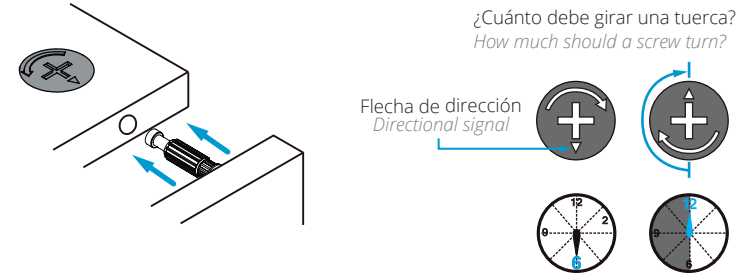 ¿Cuánto debe girar una tuerca?
How much should a screw turn?
Flecha de dirección
Directional signal
12
2
9
6
12
9
6